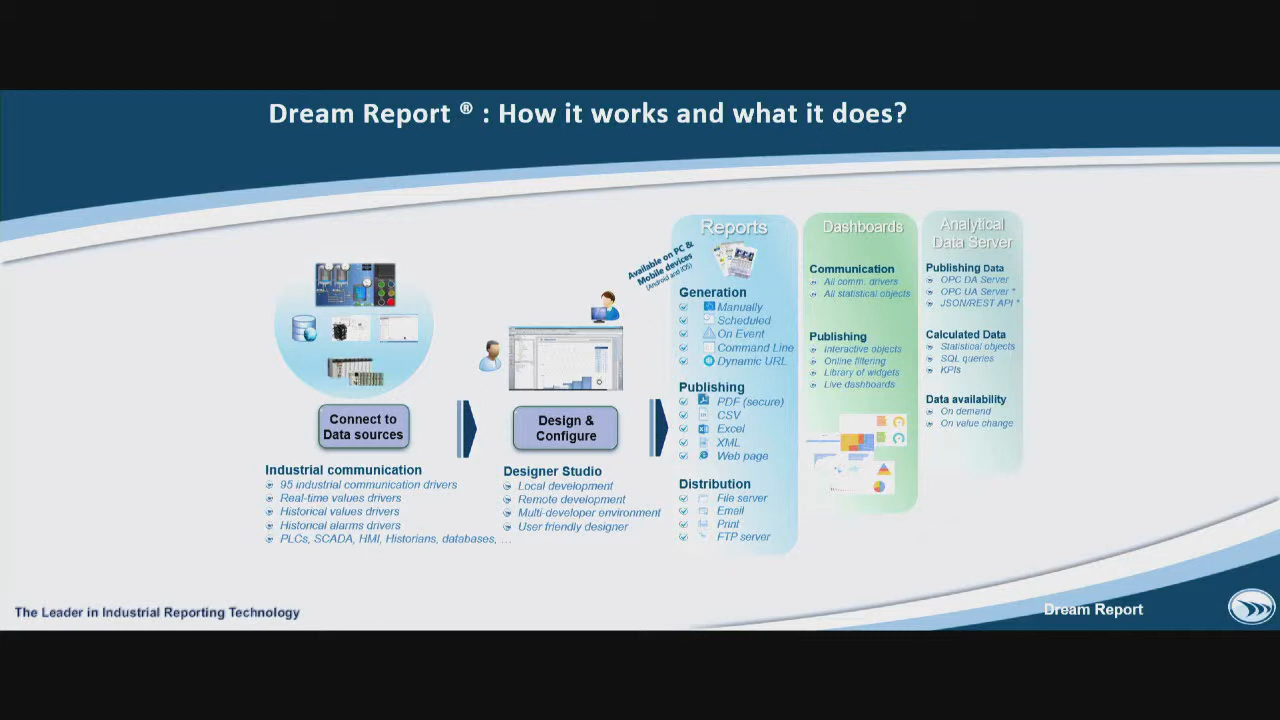 Dream Report ® : How it works and what it does?
Connect to
Data sources
Industrial communication
95 industrial communication drivers
Real-time values drivers
Historical values drivers
Historical alarms drivers
PLCs, SCADA, HMI, Historians, databases, ...
Design &
Configure
Designer Studio
Local development
Remote development
Multi-developer environment
User friendly designer
Available on PC &
Mobile devices
(Android and iOS)
Reports
Generation
Manually
Scheduled
On Event
Command Line
Dynamic URL
Publishing
PDF (secure)
CSV
Excel
XML
Web page
Distribution
File server
Email
Print
FTP server
Dashboards
Communication
All comm. drivers
All statistical objects
Publishing
Interactive objects
Online filtering
Library of widgets
Live dashboards
Analytical
Data Server
Publishing Data
OPC DA Server
OPC UA Server *
JSON/REST API *
Calculated Data
Statistical objects
SQL queries
KPIs
Data availability
On demand
On value change
The Leader in Industrial Reporting Technology
Dream Report